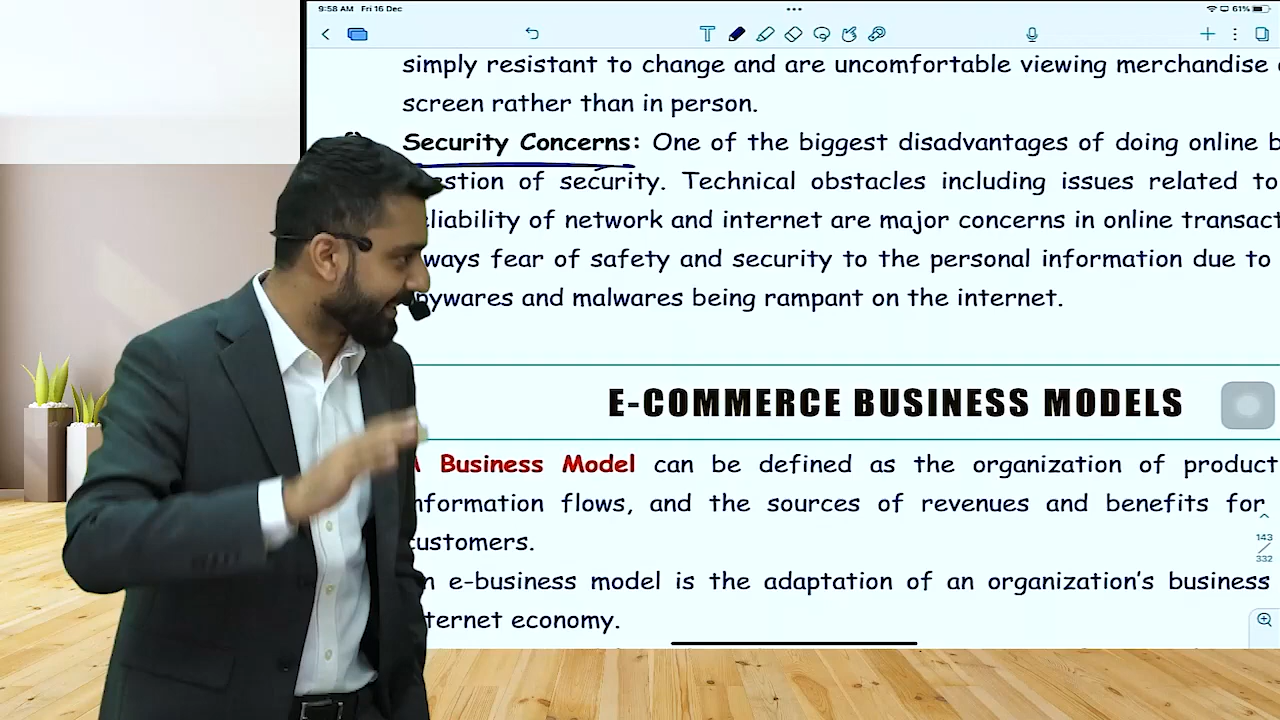 9:58 AM Fri 16 Dec
61%
simply resistant to change and are uncomfortable viewing merchandise
screen rather than in person.
Security Concerns: One of the biggest disadvantages of doing online
of security. Technical obstacles including issues related to
of network and internet are major concerns in online
fear of safety and security to the personal information due to
and malwares being rampant on the internet.
E-COMMERCE BUSINESS MODELS
Business Model can be defined as the organization of product
flows, and the sources of revenues and benefits for
customers.
e-business model is the adaptation of an organization's business
economy.
143
332